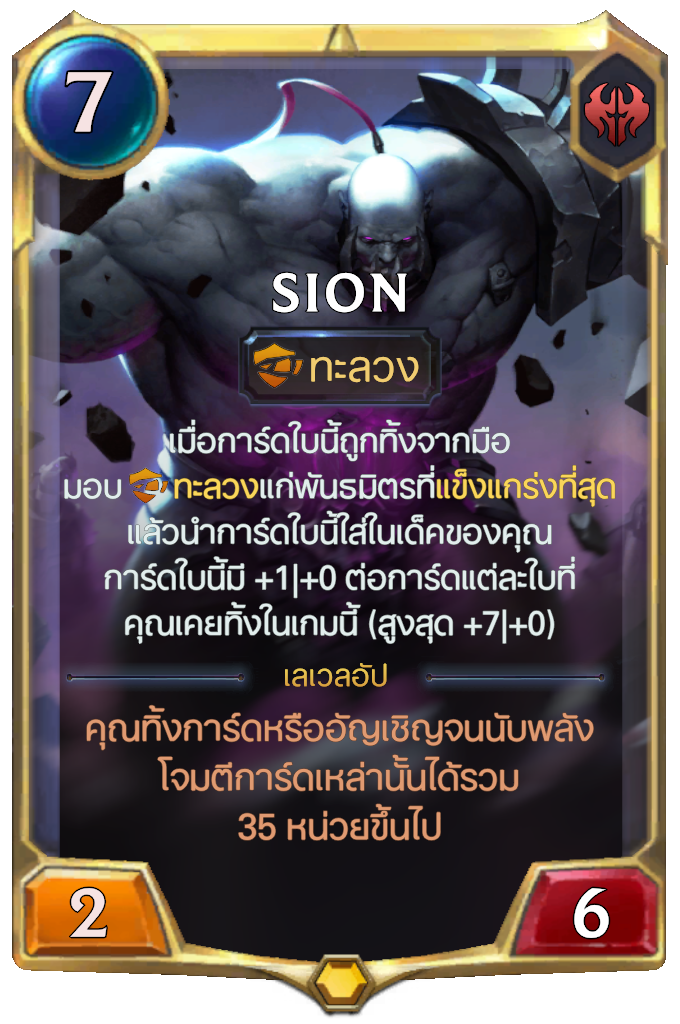 7
SION
ทะลวง
เมื่อการ์ดใบนี้ถูกทิ้งจากมือ
มอบ ทะลวงแก่พันธมิตรที่แข็งแกร่งที่สุด
แล้วนำการ์ดใบนี้ใส่ในเด็คของคุณ
การ์ดใบนี้มี +1|+0 ต่อการ์ดแต่ละใบที่
คุณเคยทิ้งในเกมนี้ (สูงสุด +7|+0)
เลเวลอัป
คุณทิ้งการ์ดหรืออัญเชิญจนนับพลัง
โจมตีการ์ดเหล่านั้นได้รวม
35 หน่วยขึ้นไป
2
6